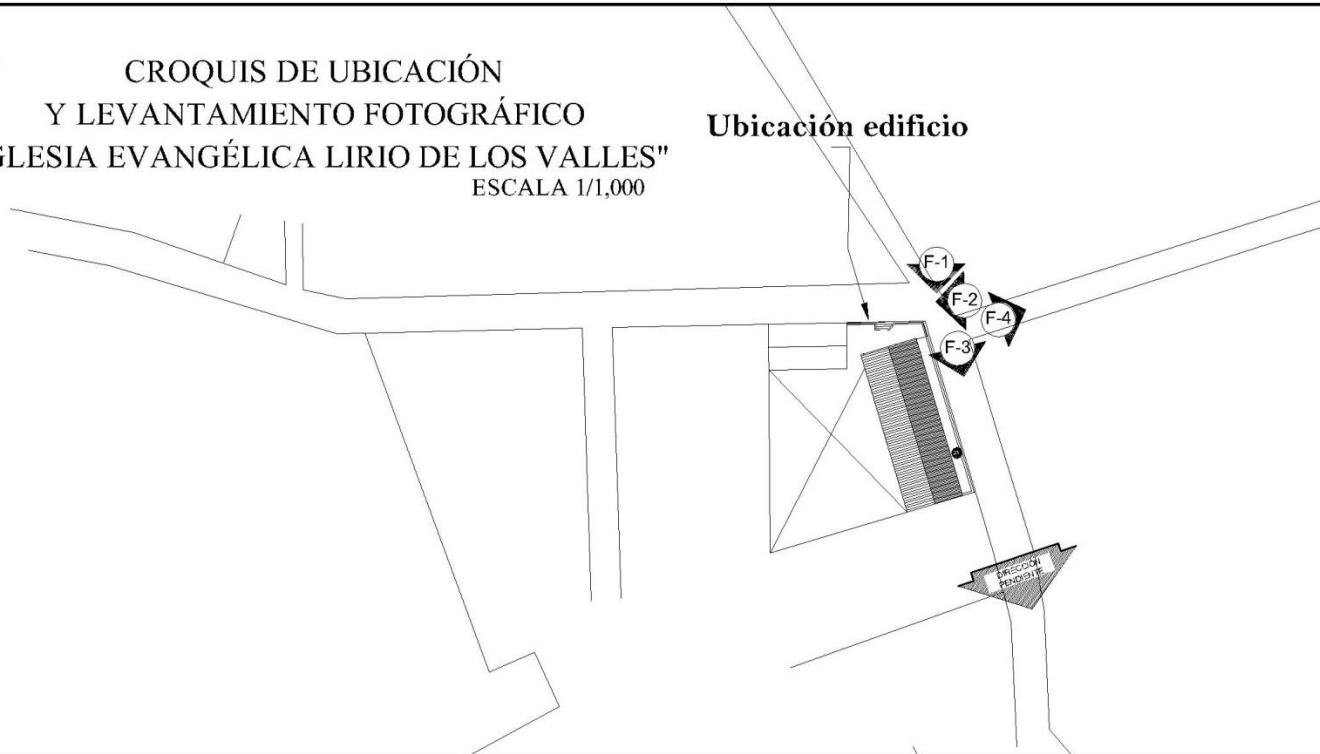 CROQUIS DE UBICACIÓN
Y LEVANTAMIENTO FOTOGRÁFICO
GLESIA EVANGÉLICA LIRIO DE LOS VALLES"
ESCALA 1/1,000
Ubicación edificio
F-1
F-2
F-4
F-3
DIRECCIÓN
PENDIENTE